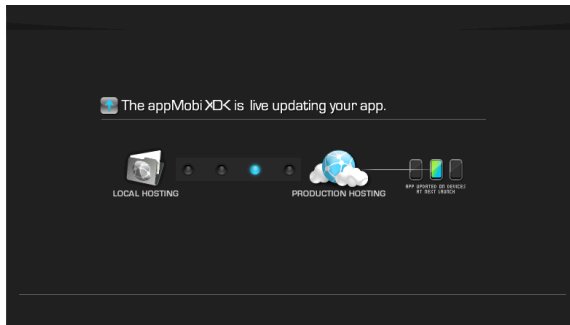 The appMobi XDK is live updating your app.
LOCAL HOSTING
PRODUCTION HOSTING
APP UPDATED ON DEVICES
AT NEXT LAUNCH